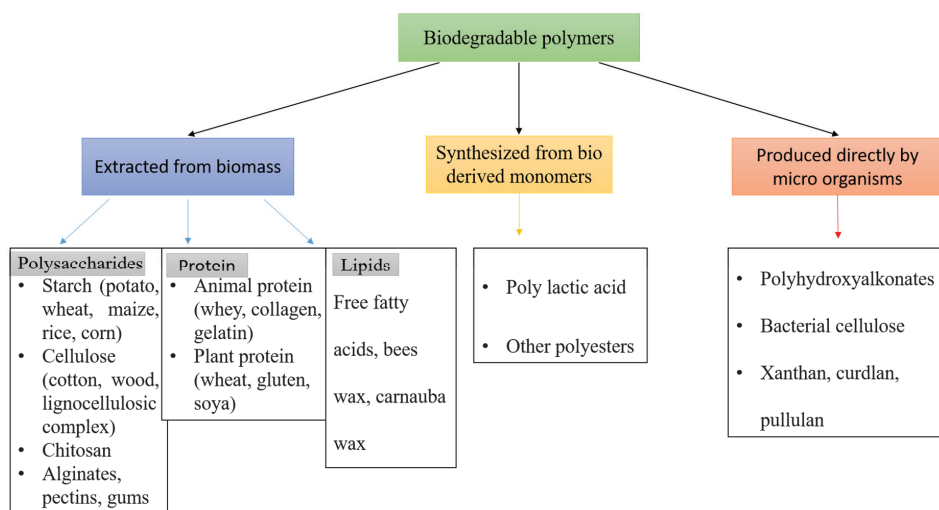 Biodegradable polymers
Extracted from biomass
Synthesized from bio
derived monomers
Produced directly by
micro organisms
Polysaccharides
• Starch (potato,
wheat, maize,
rice, corn)
• Cellulose
(cotton, wood,
lignocellulosic
complex)
• Chitosan
• Alginates,
pectins, gums
Protein
• Animal protein
(whey, collagen,
gelatin)
• Plant protein
(wheat, gluten,
soya)
Lipids
Free fatty
acids, bees
wax, carnauba
wax
• Poly lactic acid
• Other polyesters
• Polyhydroxyalkonates
• Bacterial cellulose
• Xanthan, curdlan,
pullulan